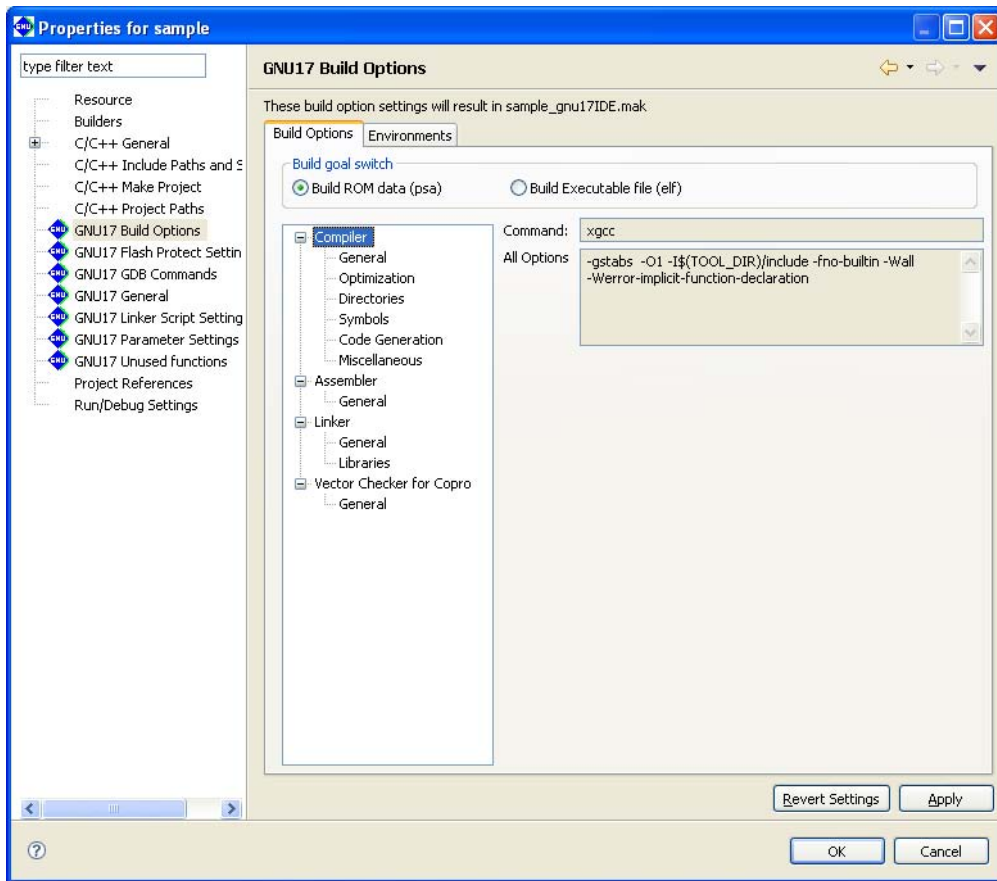 Properties for sample
type filter text
Resource
Builders
C/C++ General
C/C++ Include Paths and S
C/C++ Make Project
C/C++ Project Paths
GNU17 Build Options
GNU17 Flash Protect Settin
GNU17 GDB Commands
GNU17 General
GNU17 Linker Script Setting
GNU17 Parameter Settings
GNU17 Unused functions
Project References
Run/Debug Settings
GNU17 Build Options
These build option settings will result in sample_gnu17IDE.mak
Build Options Environments
Build goal switch
Build ROM data (psa) Build Executable file (elf)
Compiler
General
Optimization
Directories
Symbols
Code Generation
Miscellaneous
Assembler
General
Linker
General
Libraries
Vector Checker for Copro
General
Command: xgcc
All Options -gstabs -O1 -I$(TOOL_DIR)/include -fno-builtin -Wall
-Werror-implicit-function-declaration
Revert Settings Apply
OK Cancel